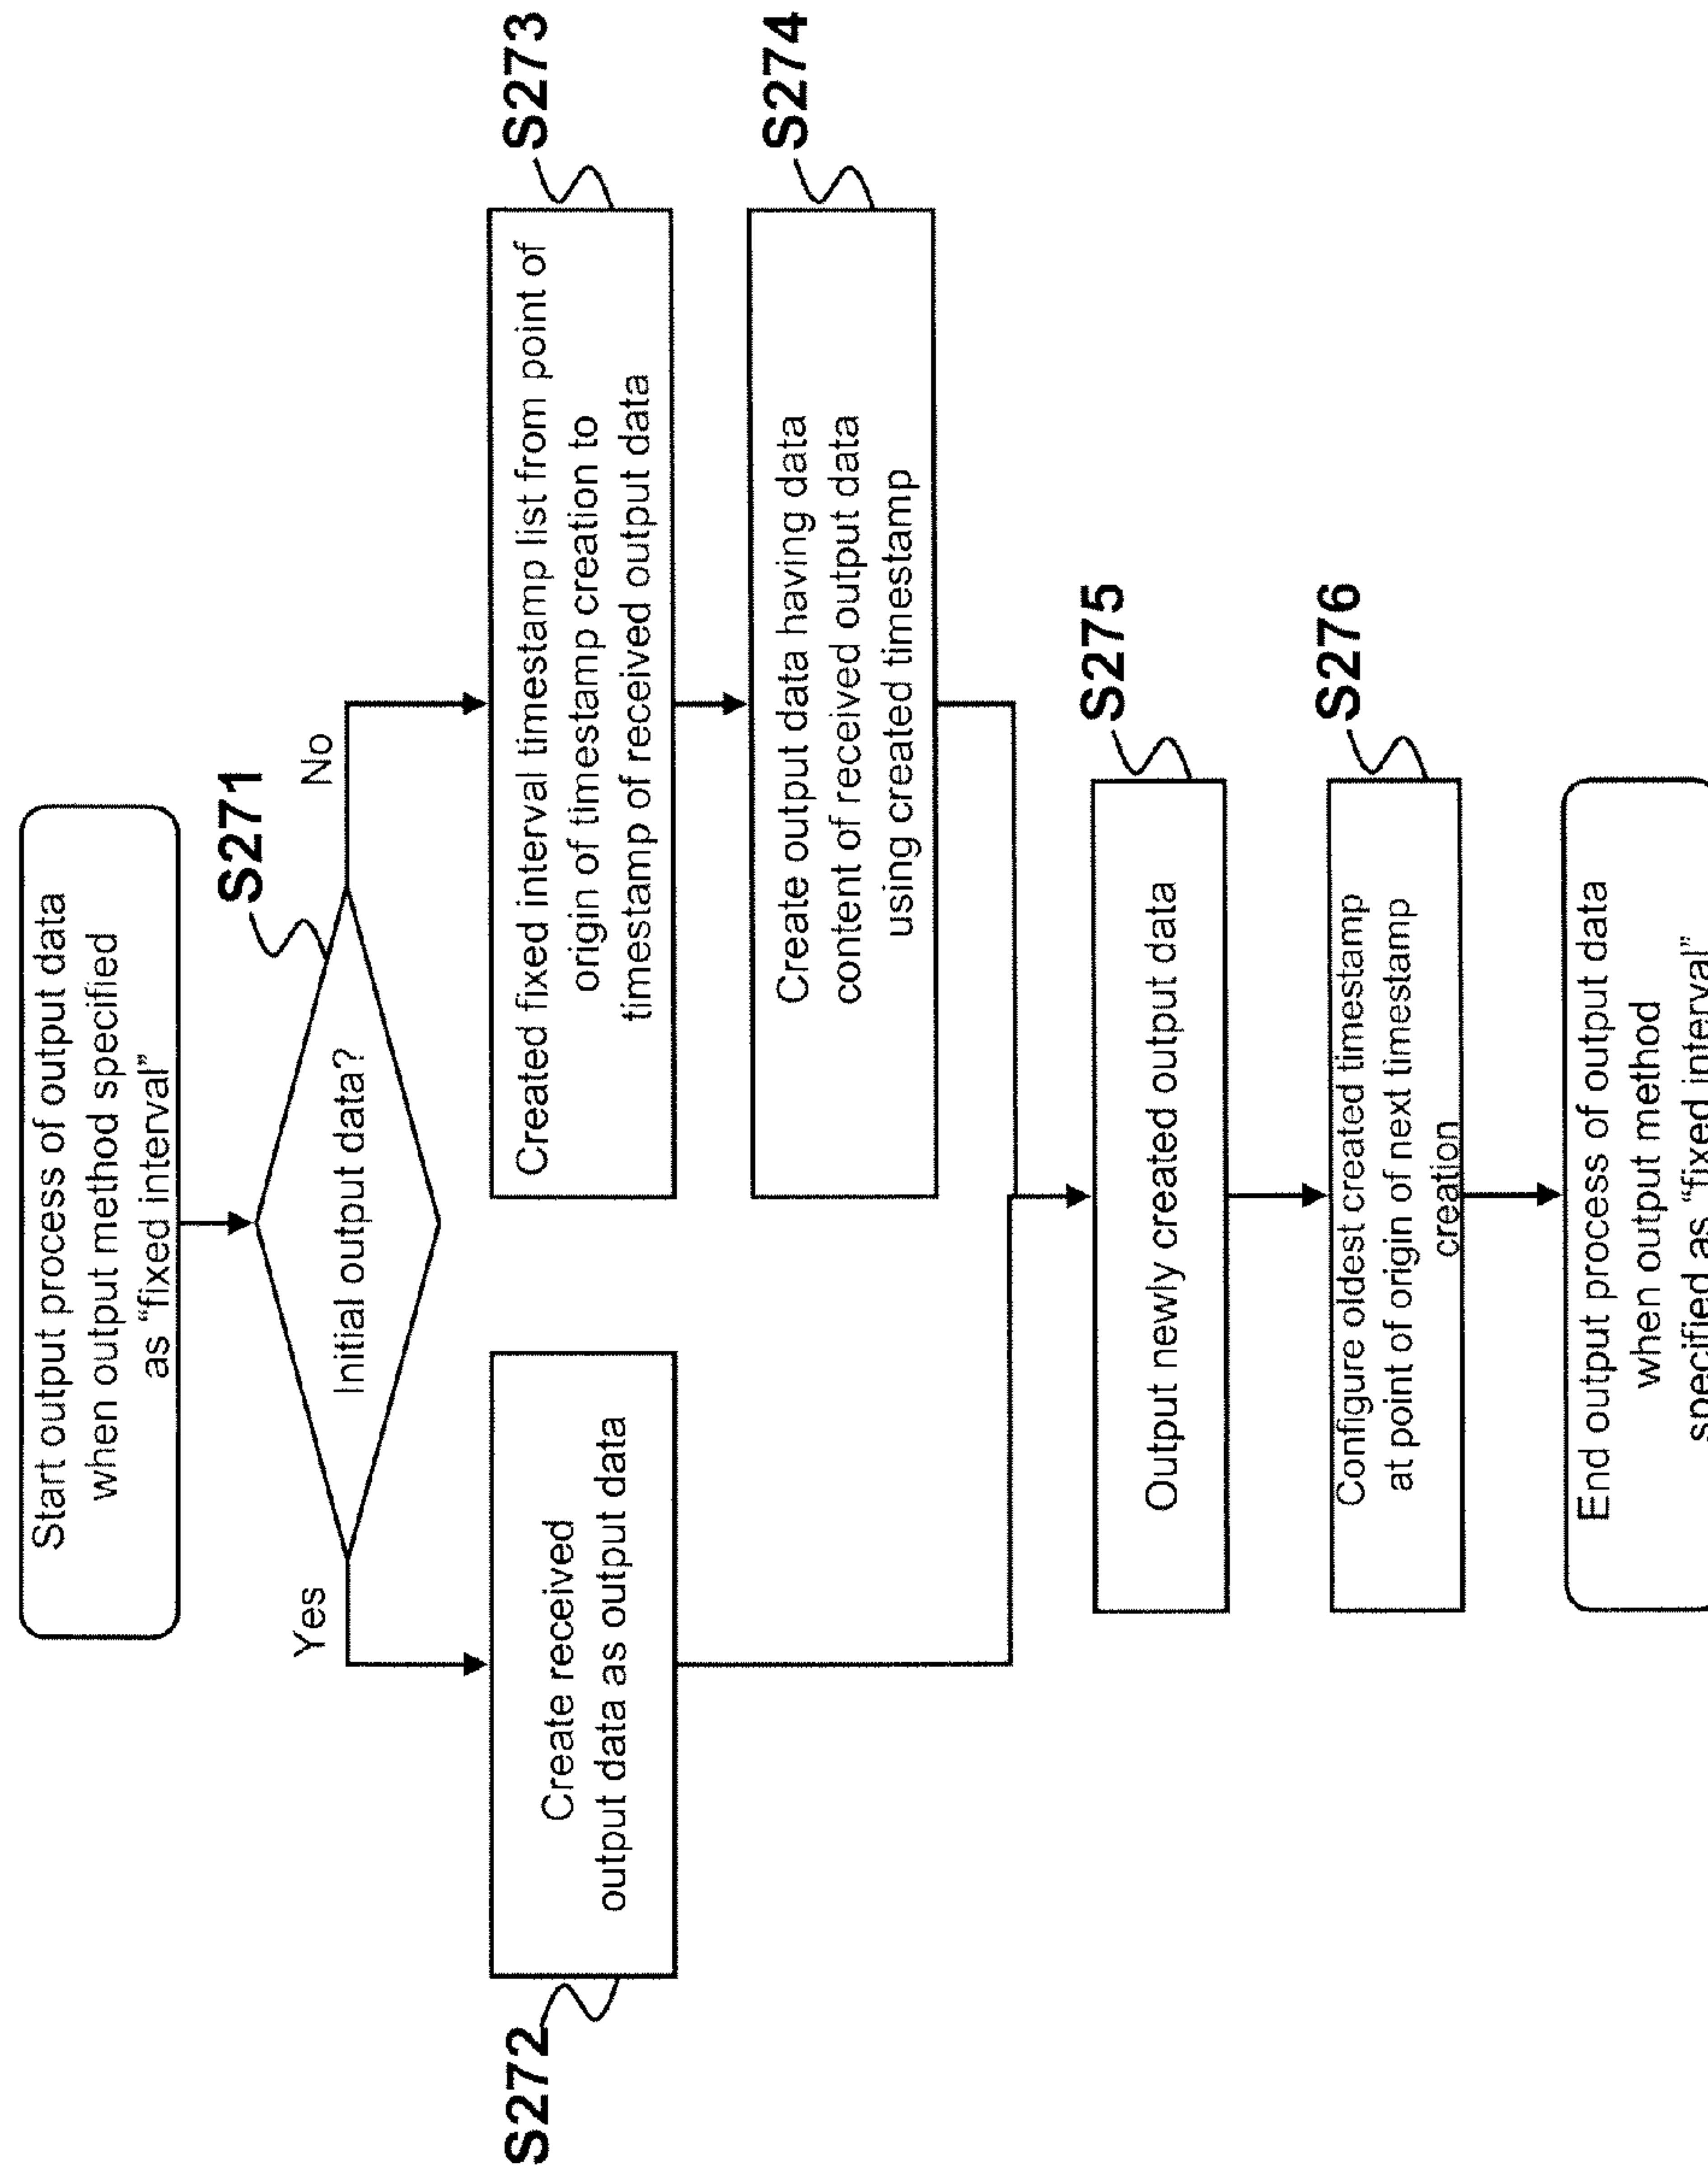 Start output process of output data
when output method specified
as “fixed interval”
S271
Initial output data?
Yes
No
S272
Create received
output data as output data
S273
Created fixed interval timestamp list from point of
origin of timestamp creation to
timestamp of received output data
S274
Create output data having data
content of received output data
using created timestamp
S275
Output newly created output data
S276
Configure oldest created timestamp
at point of origin of next timestamp
creation
End output process of output data
when output method
specified as “fixed interval”